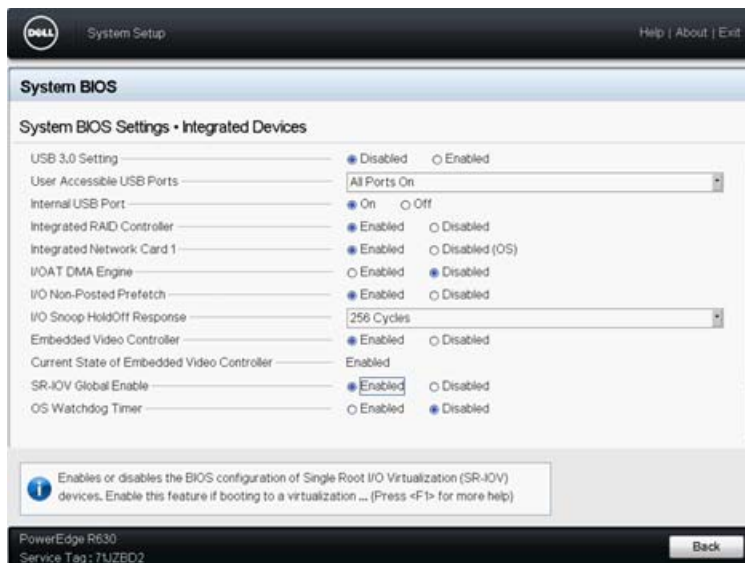 DELL
System Setup
Help | About | Exit
System BIOS
System BIOS Settings • Integrated Devices
USB 3.0 Setting Disabled Enabled
User Accessible USB Ports All Ports On
Internal USB Port On Off
Integrated RAID Controller Enabled Disabled
Integrated Network Card 1 Enabled Disabled (OS)
I/OAT DMA Engine Enabled Disabled
I/O Non-Posted Prefetch Enabled Disabled
I/O Snoop HoldOff Response 256 Cycles
Embedded Video Controller Enabled Disabled
Current State of Embedded Video Controller Enabled
SR-IOV Global Enable Enabled Disabled
OS Watchdog Timer Enabled Disabled
Enables or disables the BIOS configuration of Single Root I/O Virtualization (SR-IOV)
devices. Enable this feature if booting to a virtualization ... (Press <F1> for more help)
PowerEdge R630
Service Tag : 71JZBD2
Back